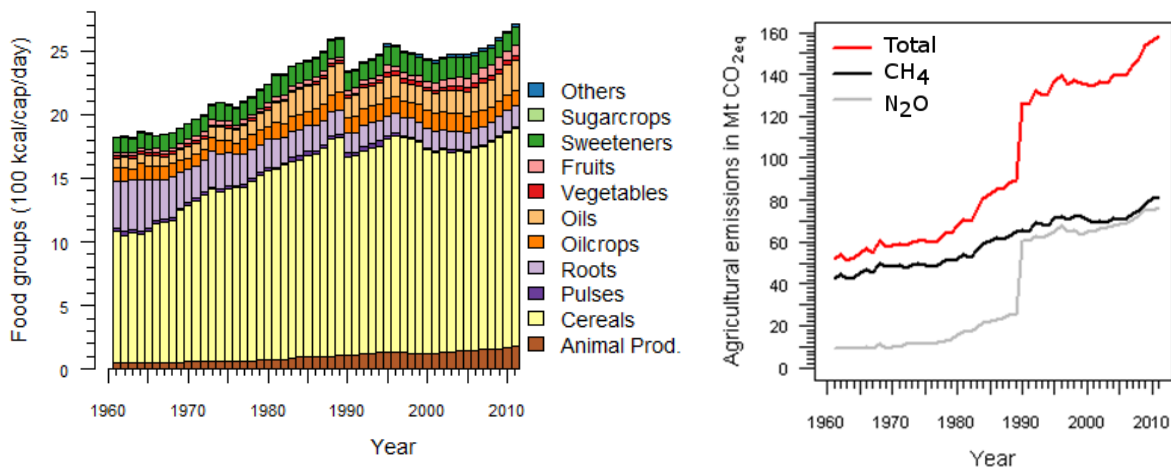 Food groups (100 kcal/cap/day)
25
20
15
10
5
0
1960 1970 1980 1990 2000 2010
Year
Others
Sugarcrops
Sweeteners
Fruits
Vegetables
Oils
Oilcrops
Roots
Pulses
Cereals
Animal Prod.
Agricultural emissions in Mt CO2eq
160
140
120
100
80
60
40
20
0
Total
CH4
N2O
1960 1970 1980 1990 2000 2010
Year